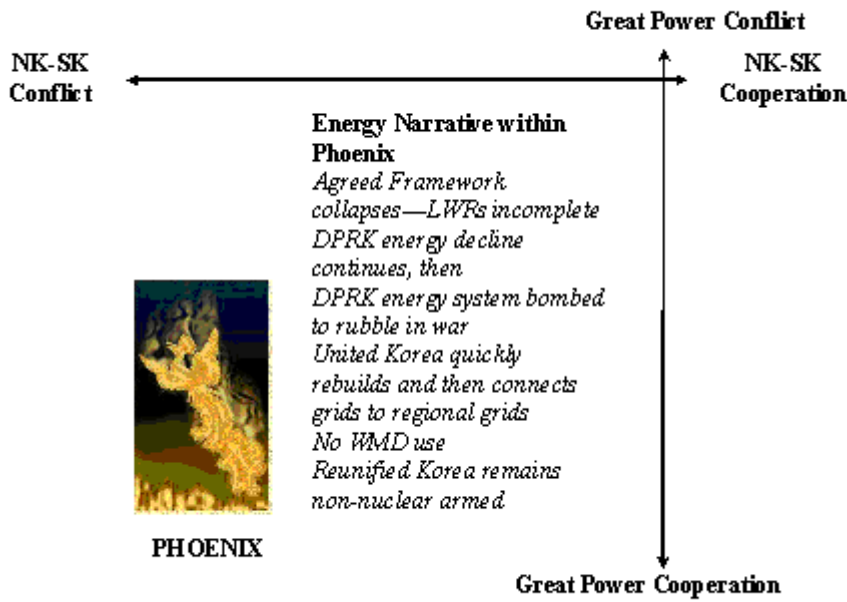 Great Power Conflict
NK-SK
Conflict
NK-SK
Cooperation
Energy Narrative within
Phoenix
Agreed Framework
collapses—LWRs incomplete
DPRK energy decline
continues, then
DPRK energy system bombed
to rubble in war
United Korea quickly
rebuilds and then connects
grids to regional grids
No WMD use
Reunified Korea remains
non-nuclear armed
PHOENIX
Great Power Cooperation